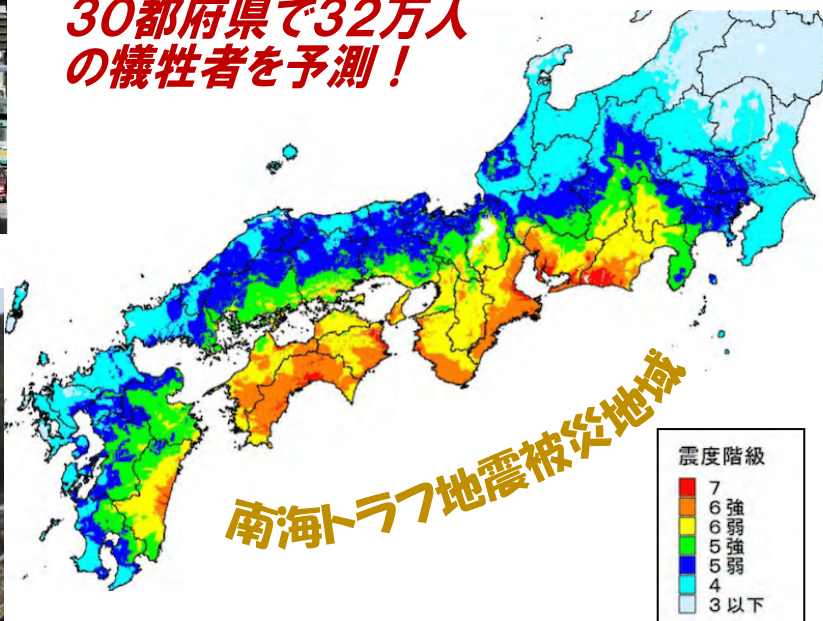 30都府県で32万人
の犠牲者を予測！
南海トラフ地震被災地域
震度階級
7
6強
6弱
5強
5弱
4
3以下